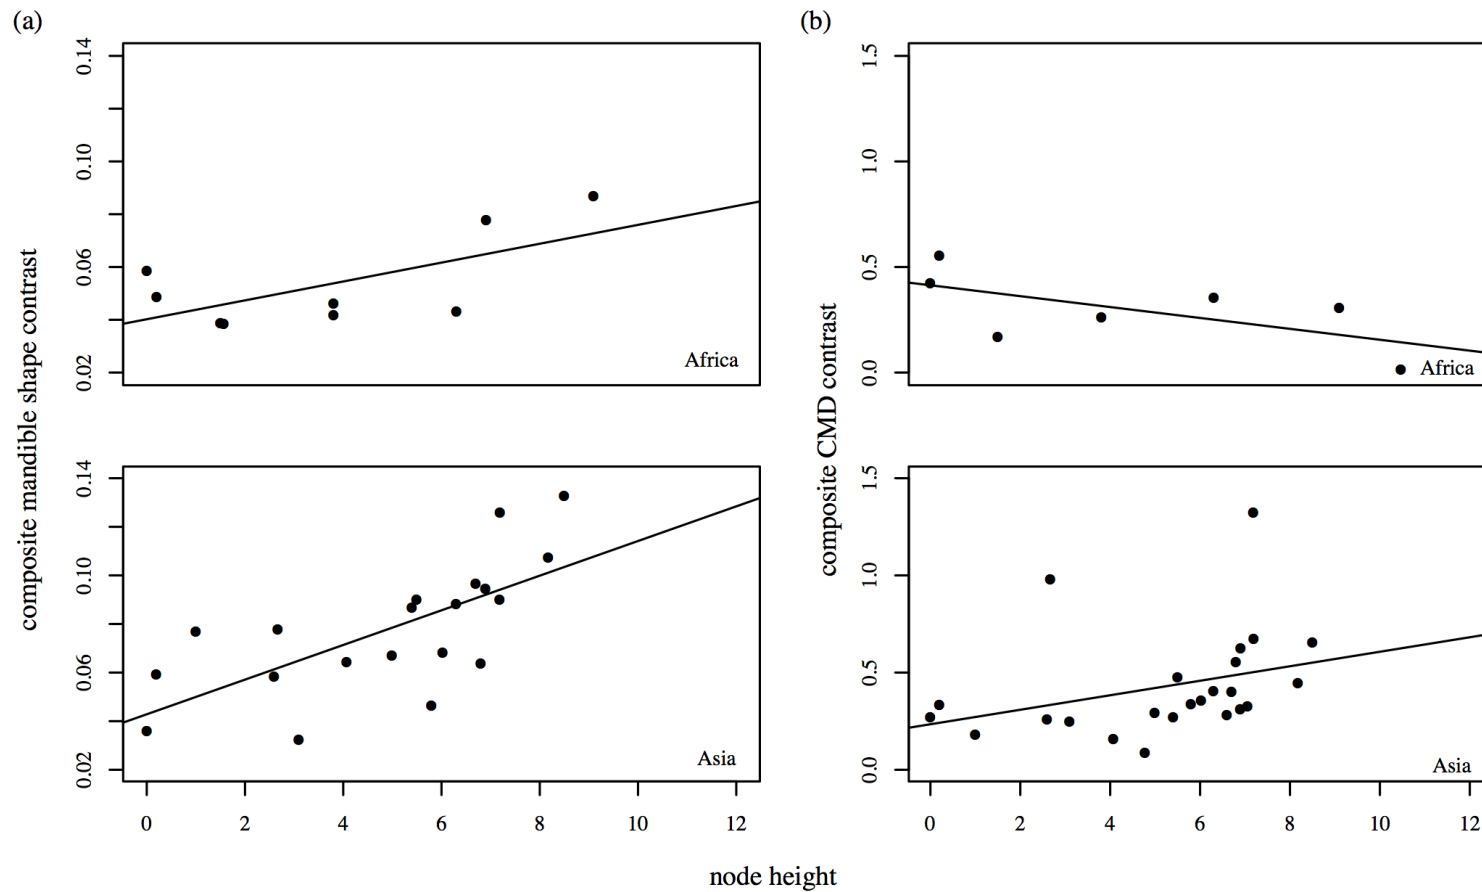 (a)
(b)
composite mandible shape contrast
0.14
0.10
0.06
0.02
Africa
0.14
0.10
0.06
0.02
Asia
0 2 4 6 8 10 12
composite CMD contrast
1.5
1.0
0.5
0.0
Africa
1.5
1.0
0.5
0.0
Asia
0 2 4 6 8 10 12
node height